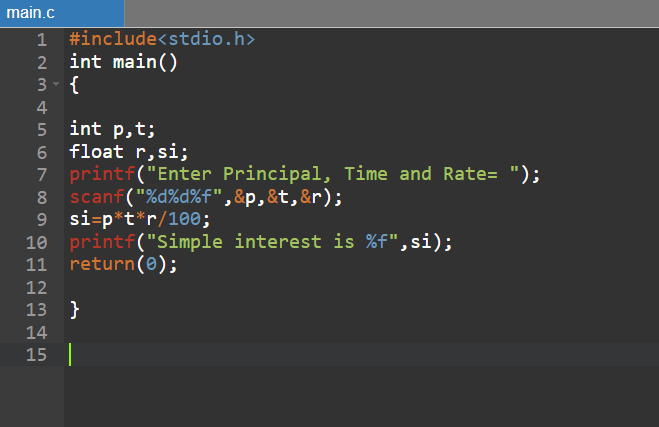 main.c
1 #include<stdio.h>
2 int main()
3 {
4
5 int p,t;
6 float r,si;
7 printf("Enter Principal, Time and Rate= ");
8 scanf("%d%d%f",&p,&t,&r);
9 si=p*t*r/100;
10 printf("Simple interest is %f",si);
11 return(0);
12
13 }
14
15